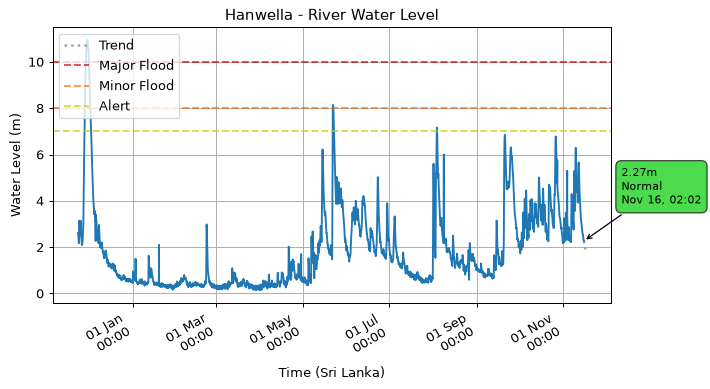 Hanwella - River Water Level
Trend
Major Flood
Minor Flood
Alert
Water Level (m)
10
8
6
4
2
0
2.27m
Normal
Nov 16, 02:02
01 Jan
00:00
01 Mar
00:00
01 May
00:00
01 Jul
00:00
01 Sep
00:00
01 Nov
00:00
Time (Sri Lanka)